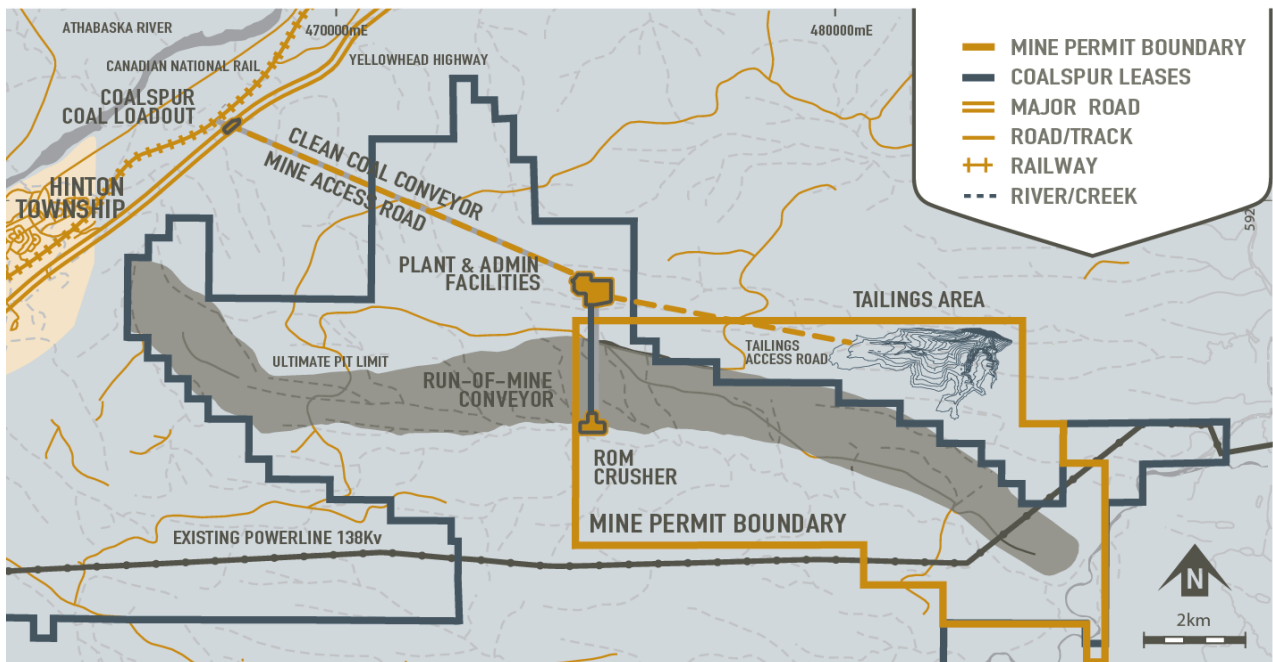 ATHABASKA RIVER
470000mE
480000mE
CANADIAN NATIONAL RAIL
YELLOWHEAD HIGHWAY
COALSPUR
COAL LOADOUT
CLEAN COAL CONVEYOR
MINE ACCESS ROAD
HINTON
TOWNSHIP
PLANT & ADMIN
FACILITIES
TAILINGS AREA
TAILINGS
ACCESS ROAD
ULTIMATE PIT LIMIT
RUN-OF-MINE
CONVEYOR
ROM
CRUSHER
MINE PERMIT BOUNDARY
EXISTING POWERLINE 138Kv
MINE PERMIT BOUNDARY
COALSPUR LEASES
MAJOR ROAD
ROAD/TRACK
RAILWAY
RIVER/CREEK
592
N
2km